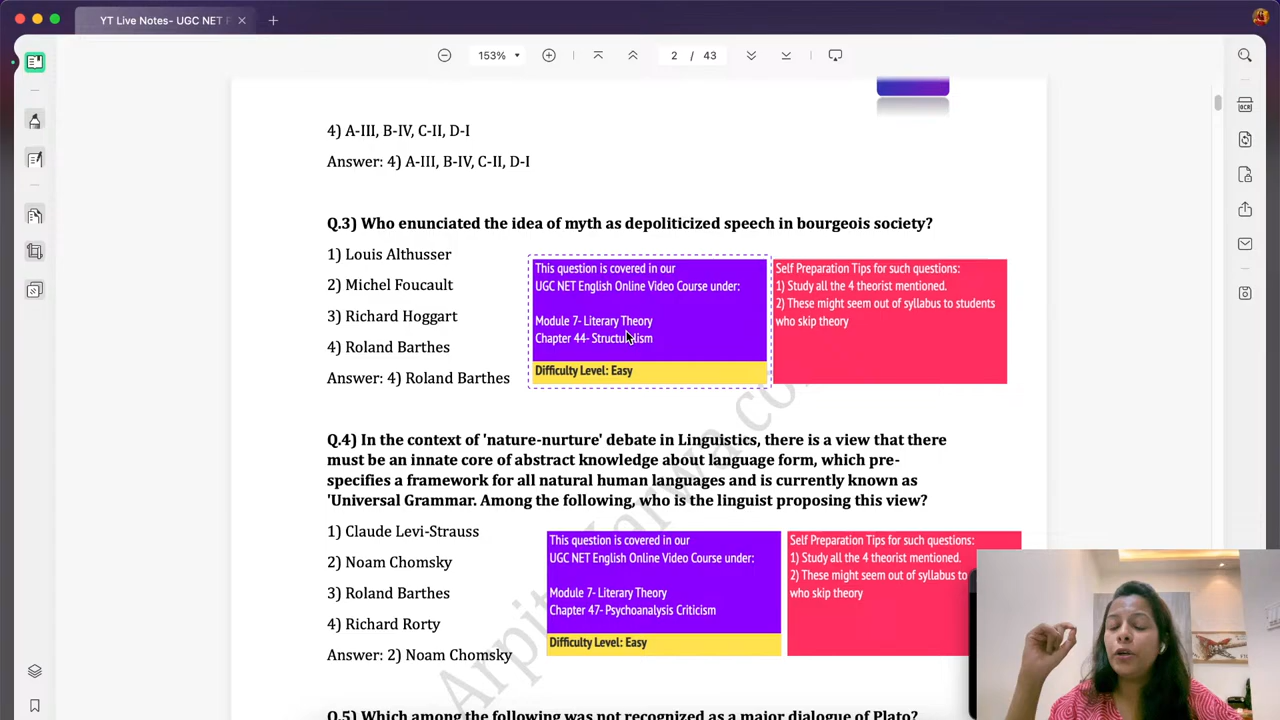 YT Live Notes- UGC NET
153%
2 / 43
4) A-III, B-IV, C-II, D-I
Answer: 4) A-III, B-IV, C-II, D-I
Q.3) Who enunciated the idea of myth as depoliticized speech in bourgeois society?
1) Louis Althusser
2) Michel Foucault
3) Richard Hoggart
4) Roland Barthes
Answer: 4) Roland Barthes
This question is covered in our
UGC NET English Online Video Course under:
Module 7- Literary Theory
Chapter 44- Structuralism
Difficulty Level: Easy
Self Preparation Tips for such questions:
1) Study all the 4 theorist mentioned.
2) These might seem out of syllabus to students
who skip theory
Q.4) In the context of 'nature-nurture' debate in Linguistics, there is a view that there
must be an innate core of abstract knowledge about language form, which pre-
specifies a framework for all natural human languages and is currently known as
'Universal Grammar. Among the following, who is the linguist proposing this view?
1) Claude Levi-Strauss
2) Noam Chomsky
3) Roland Barthes
4) Richard Rorty
Answer: 2) Noam Chomsky
This question is covered in our
UGC NET English Online Video Course under:
Module 7- Literary Theory
Chapter 47- Psychoanalysis Criticism
Difficulty Level: Easy
Self Preparation Tips for such questions:
1) Study all the 4 theorist mentioned.
2) These might seem out of syllabus to
who skip theory
Q.5) Which among the following was not recognized as a major dialogue of Plato?
OCR